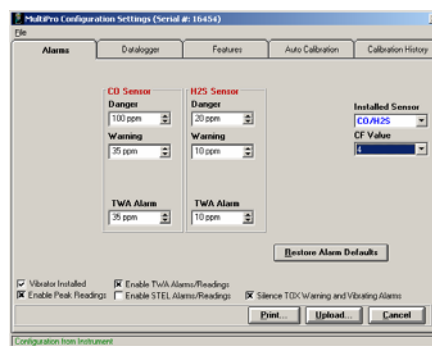 MultiPro Configuration Settings (Serial #: 16454)
File
Alarms Datalogger Features Auto Calibration Calibration History
CO Sensor H2S Sensor
Danger Danger
100 ppm 20 ppm
Installed Sensor
CO/H2S
Warning Warning
CF Value
35 ppm 10 ppm
4
TWA Alarm TWA Alarm
35 ppm 10 ppm
Restore Alarm Defaults
Vibrator Installed Enable TWA Alarms/Readings
Enable Peak Readings Enable STEL Alarms/Readings Silence TOX Warning and Vibrating Alarms
Print... Upload... Cancel
Configuration from Instrument